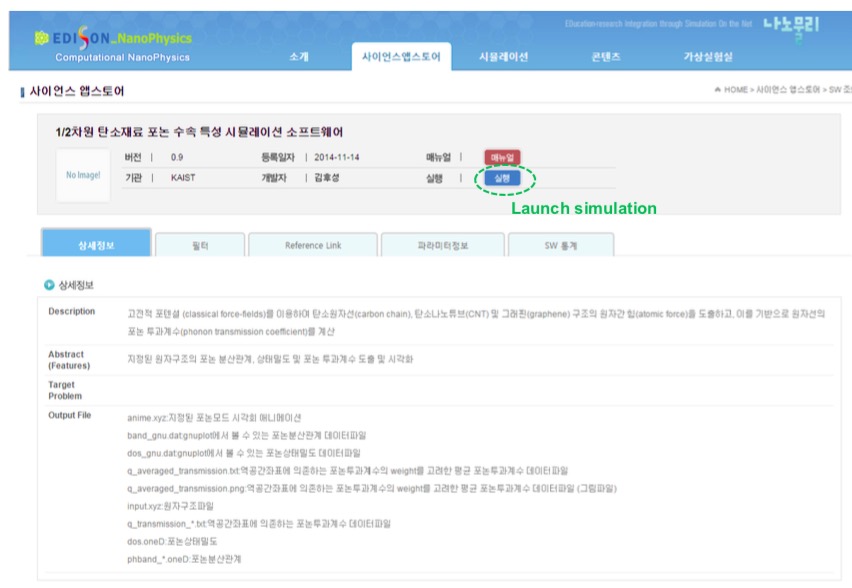 EDucation-research Integration through Simulation On the Net
나노물리
EDISON_NanoPhysics
Computational NanoPhysics
소개
사이언스앱스토어
시뮬레이션
콘텐츠
가상실험실
사이언스 앱스토어
HOME > 사이언스 앱스토어 > SW 조
1/2차원 탄소재료 포논 수속 특성 시뮬레이션 소프트웨어
No Image!
버전 | 0.9 등록일자 | 2014-11-14 매뉴얼 | 매뉴얼
기관 | KAIST 개발자 | 김후성 실행 | 실행
Launch simulation
상세정보
필터
Reference Link
파라미터정보
SW 통계
상세정보
Description
고전적 포텐셜 (classical force-fields)를 이용하여 탄소원자선(carbon chain), 탄소나노튜브(CNT) 및 그래핀(graphene) 구조의 원자간 힘(atomic force)을 도출하고, 이를 기반으로 원자선의
포논 투과계수(phonon transmission coefficient)를 계산
Abstract
(Features)
지정된 원자구조의 포논 분산관계, 상태밀도 및 포논 투과계수 도출 및 시각화
Target
Problem
Output File
anime.xyz:지정된 포논모드 시각회 애니메이션
band_gnu.dat:gnuplot에서 볼 수 있는 포논분산관계 데이터파일
dos_gnu.dat:gnuplot에서 볼 수 있는 포논상태밀도 데이터파일
q_averaged_transmission.txt:역공간좌표에 의존하는 포논투과계수의 weight를 고려한 평균 포논투과계수 데이터파일
q_averaged_transmission.png:역공간좌표에 의존하는 포논투과계수의 weight를 고려한 평균 포논투과계수 데이터파일 (그림파일)
input.xyz:원자구조파일
q_transmission_*.txt:역공간좌표에 의존하는 포논투과계수 데이터파일
dos.oneD:포논상태밀도
phband_*.oneD:포논분산관계